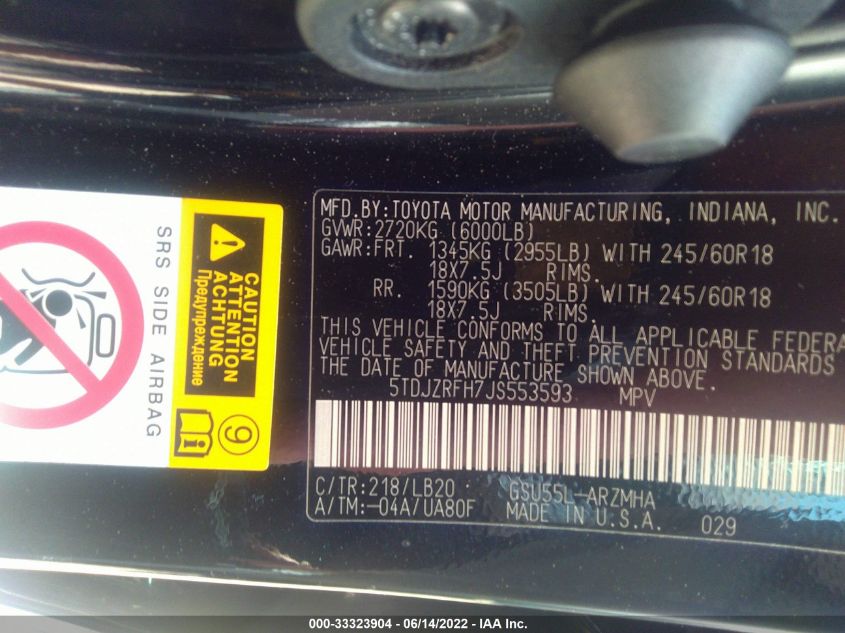 MFD.BY:TOYOTA MOTOR MANUFACTURING, INDIANA, INC.
GVWR:2720KG (6000LB)
GAWR:FRT. 1345KG (2955LB) WITH 245/60R18
18X7.5J RIMS.
RR. 1590KG (3505LB) WITH 245/60R18
18X7.5J RIMS.
THIS VEHICLE CONFORMS TO ALL APPLICABLE FEDERA
VEHICLE SAFETY AND THEFT PREVENTION STANDARDS
THE DATE OF MANUFACTURE SHOWN ABOVE.
5TDJZRFH7JS553593 MPV
C/TR:218/LB20 GSU55L-ARZMHA
A/TM:-04A/UA80F MADE IN U.S.A. 029
SRS SIDE AIRBAG
CAUTION
ATTENTION
ACHTUNG
Предупреждение
9
000-33323904 - 06/14/2022 - IAA Inc.